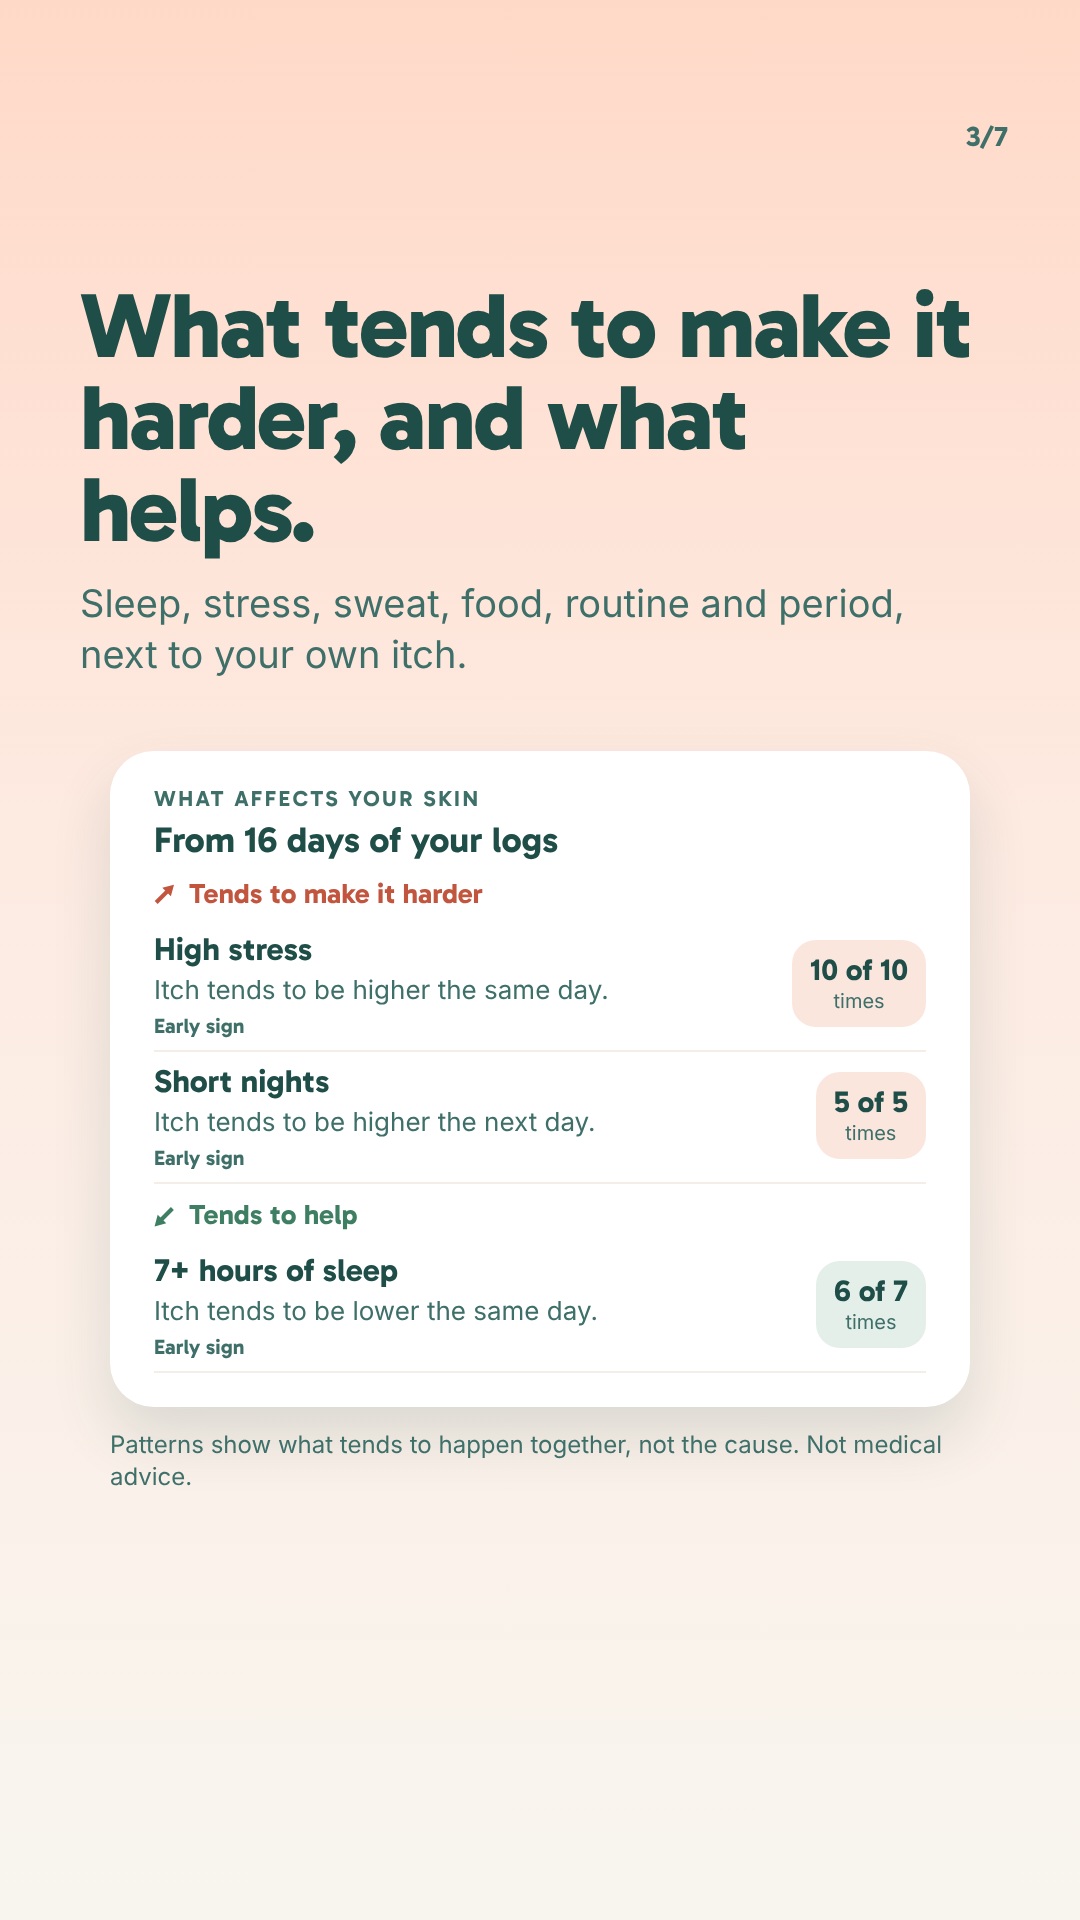 3/7
What tends to make it
harder, and what
helps.
Sleep, stress, sweat, food, routine and period,
next to your own itch.
WHAT AFFECTS YOUR SKIN
From 16 days of your logs
Tends to make it harder
High stress
Itch tends to be higher the same day.
Early sign
10 of 10
times
Short nights
Itch tends to be higher the next day.
Early sign
5 of 5
times
Tends to help
7+ hours of sleep
Itch tends to be lower the same day.
Early sign
6 of 7
times
Patterns show what tends to happen together, not the cause. Not medical
advice.